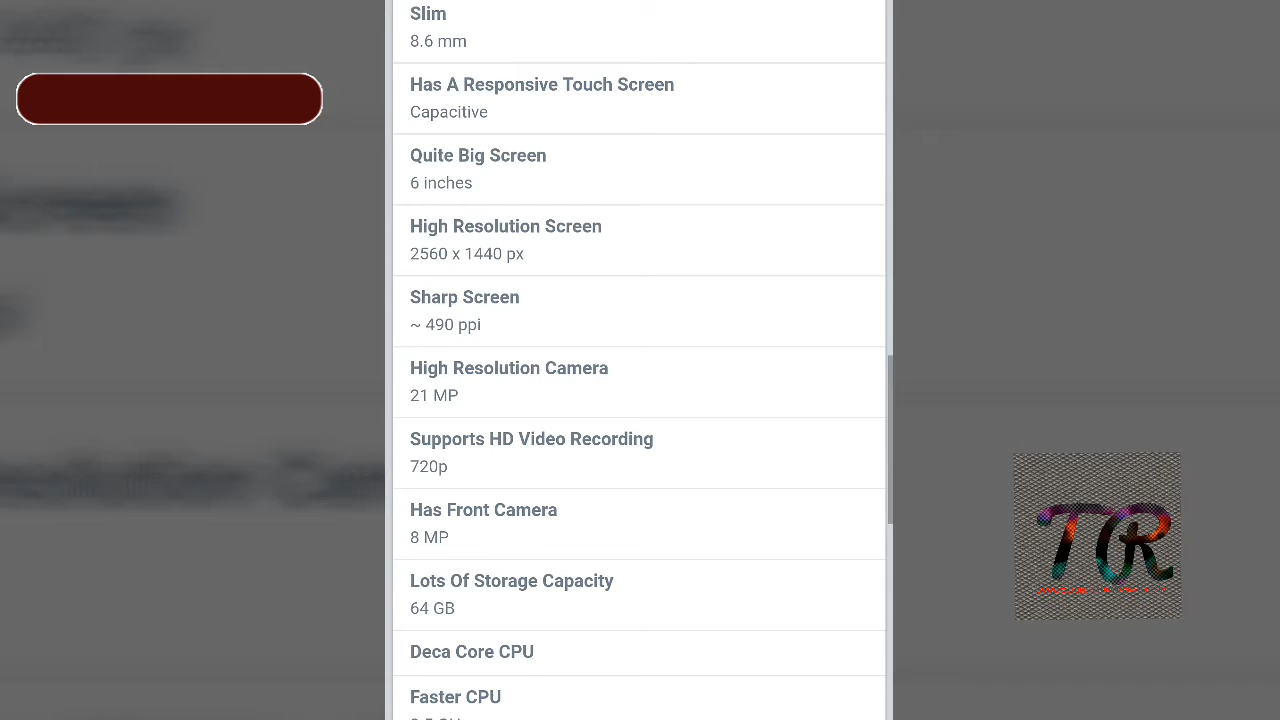 Slim
8.6 mm
Has A Responsive Touch Screen
Capacitive
Quite Big Screen
6 inches
High Resolution Screen
2560 x 1440 px
Sharp Screen
~ 490 ppi
High Resolution Camera
21 MP
Supports HD Video Recording
720p
Has Front Camera
8 MP
Lots Of Storage Capacity
64 GB
Deca Core CPU
Faster CPU
TR